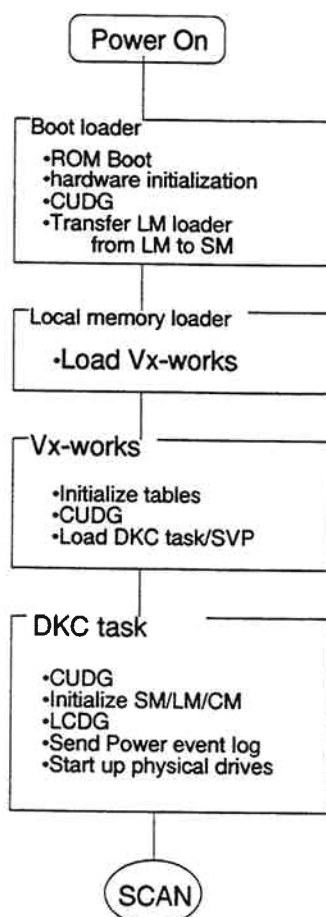 Power On
Boot loader
•ROM Boot
•hardware initialization
•CUDG
•Transfer LM loader
from LM to SM
Local memory loader
•Load Vx-works
Vx-works
•Initialize tables
•CUDG
•Load DKC task/SVP
DKC task
•CUDG
•Initialize SM/LM/CM
•LCDG
•Send Power event log
•Start up physical drives
SCAN